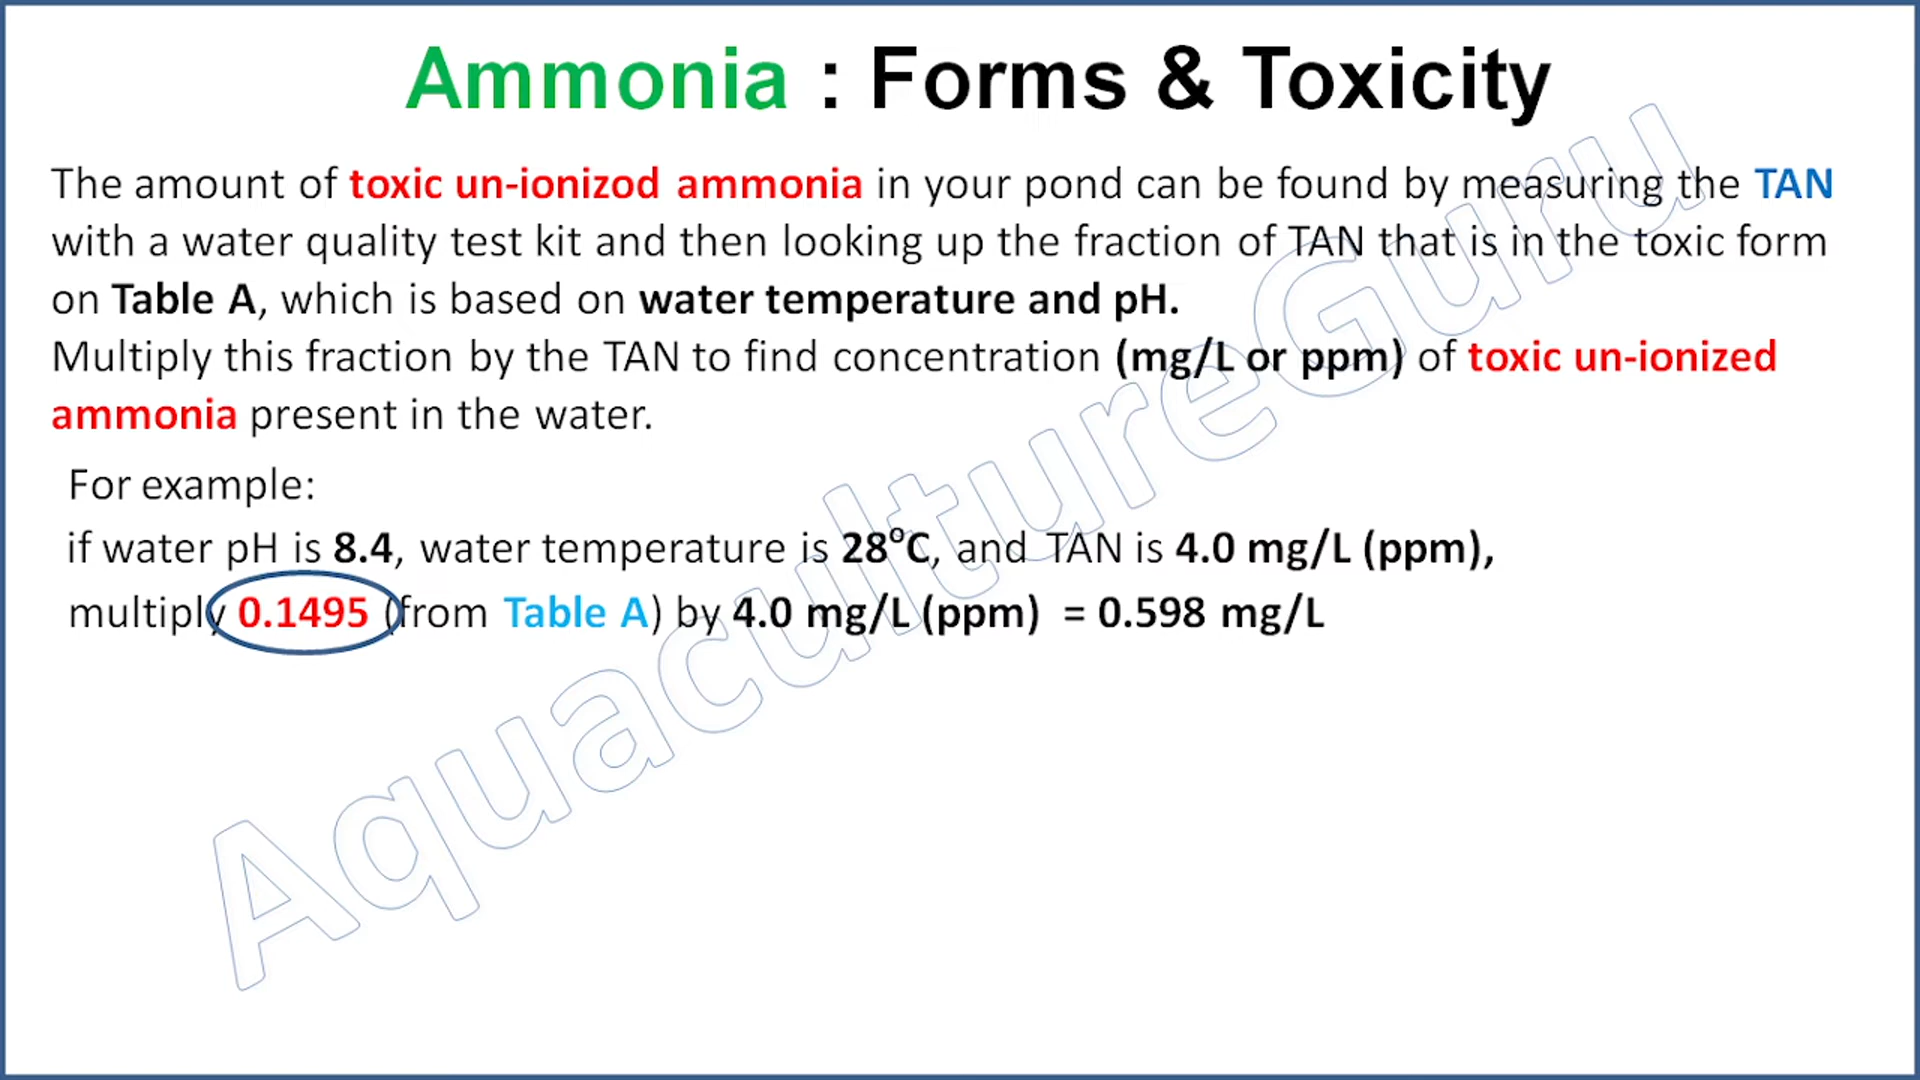 Ammonia : Forms & Toxicity
The amount of toxic un-ionizod ammonia in your pond can be found by measuring the TAN
with a water quality test kit and then looking up the fraction of TAN that is in the toxic form
on Table A, which is based on water temperature and pH.
Multiply this fraction by the TAN to find concentration (mg/L or ppm) of toxic un-ionized
ammonia present in the water.
For example:
if water pH is 8.4, water temperature is 28°C, and TAN is 4.0 mg/L (ppm),
multiply 0.1495 (from Table A) by 4.0 mg/L (ppm) = 0.598 mg/L
AquacultureGuru